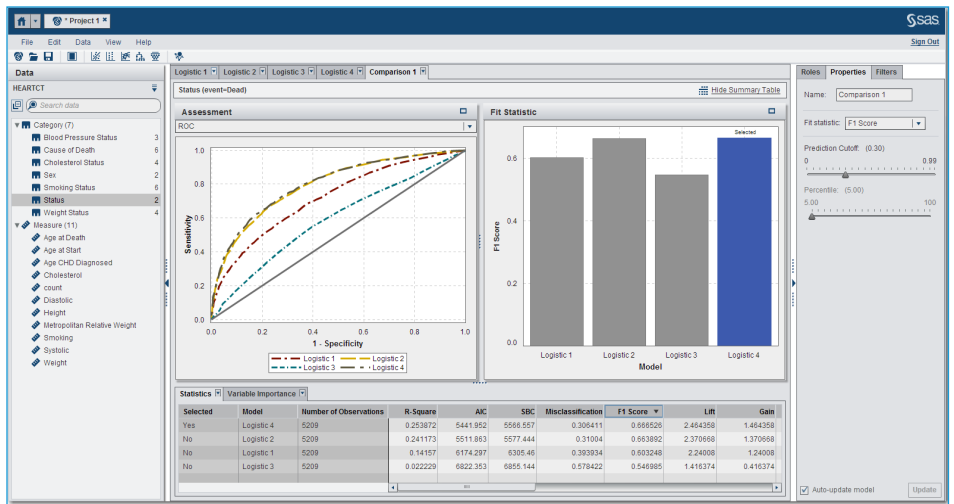 * Project 1 ×
sas
File Edit Data View Help
Sign Out
Data
HEARTCT
Search data
Category (7)
Blood Pressure Status 3
Cause of Death 6
Cholesterol Status 4
Sex 2
Smoking Status 6
Status 2
Weight Status 4
Measure (11)
Age at Death
Age at Start
Age CHD Diagnosed
Cholesterol
count
Diastolic
Height
Metropolitan Relative Weight
Smoking
Systolic
Weight
Logistic 1 Logistic 2 Logistic 3 Logistic 4 Comparison 1
Status (event=Dead) Hide Summary Table
Assessment
ROC
1.0
0.8
0.6
0.4
0.2
0.0
Sensitivity
0.0 0.2 0.4 0.6 0.8 1.0
1 - Specificity
Logistic 1 Logistic 2
Logistic 3 Logistic 4
Fit Statistic
Selected
0.6
0.4
0.2
0.0
F1 Score
Logistic 1 Logistic 2 Logistic 3 Logistic 4
Model
Statistics Variable Importance
Selected Model Number of Observations R-Square AIC SBC Misclassification F1 Score Lift Gain
Yes Logistic 4 5209 0.253872 5441.952 5566.557 0.306411 0.666526 2.464358 1.464358
No Logistic 2 5209 0.241173 5511.863 5577.444 0.31004 0.663892 2.370668 1.370668
No Logistic 1 5209 0.14157 6174.297 6305.46 0.393934 0.603248 2.24008 1.24008
No Logistic 3 5209 0.022229 6822.353 6855.144 0.578422 0.546985 1.416374 0.416374
Roles Properties Filters
Name: Comparison 1
Fit statistic: F1 Score
Prediction Cutoff: (0.30)
0 0.99
Percentile: (5.00)
5.00 100
Auto-update model Update